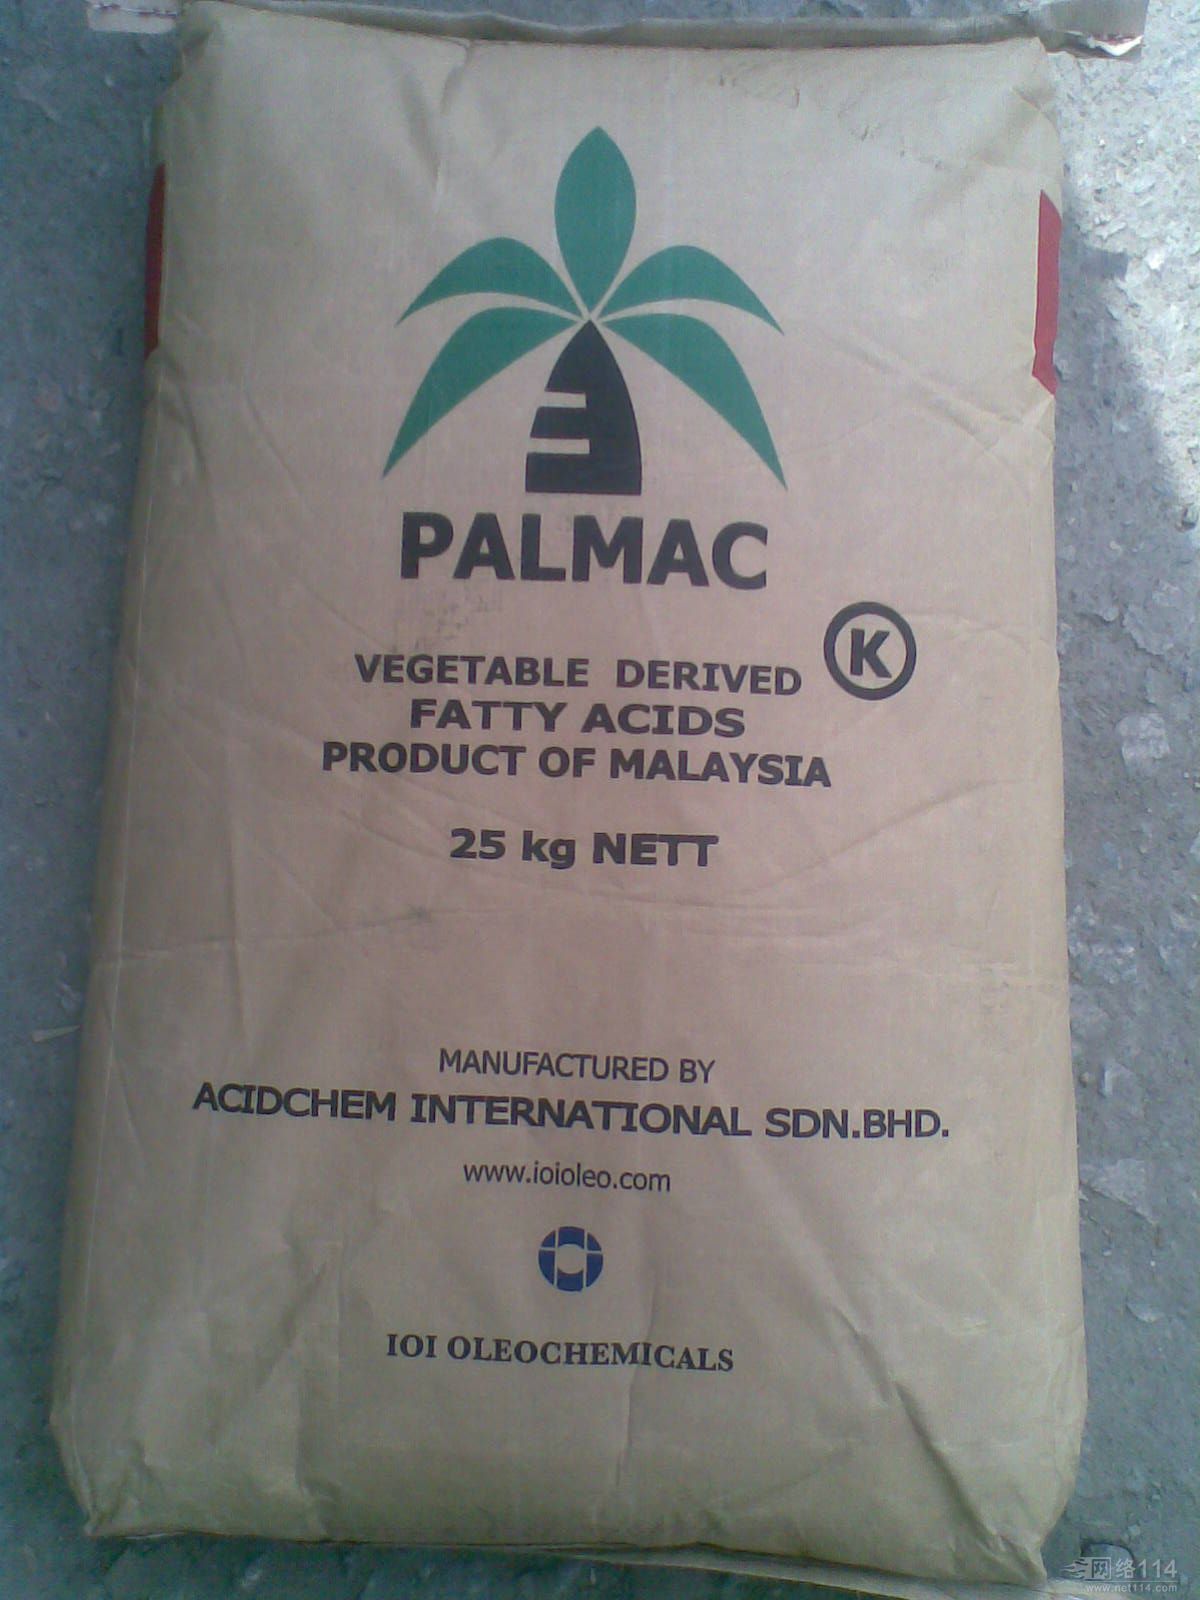 PALMAC
K
VEGETABLE DERIVED
FATTY ACIDS
PRODUCT OF MALAYSIA
25 kg NETT
MANUFACTURED BY
ACIDCHEM INTERNATIONAL SDN.BHD.
www.ioioleo.com
IOI OLEOCHEMICALS
网络114
www.net114.com